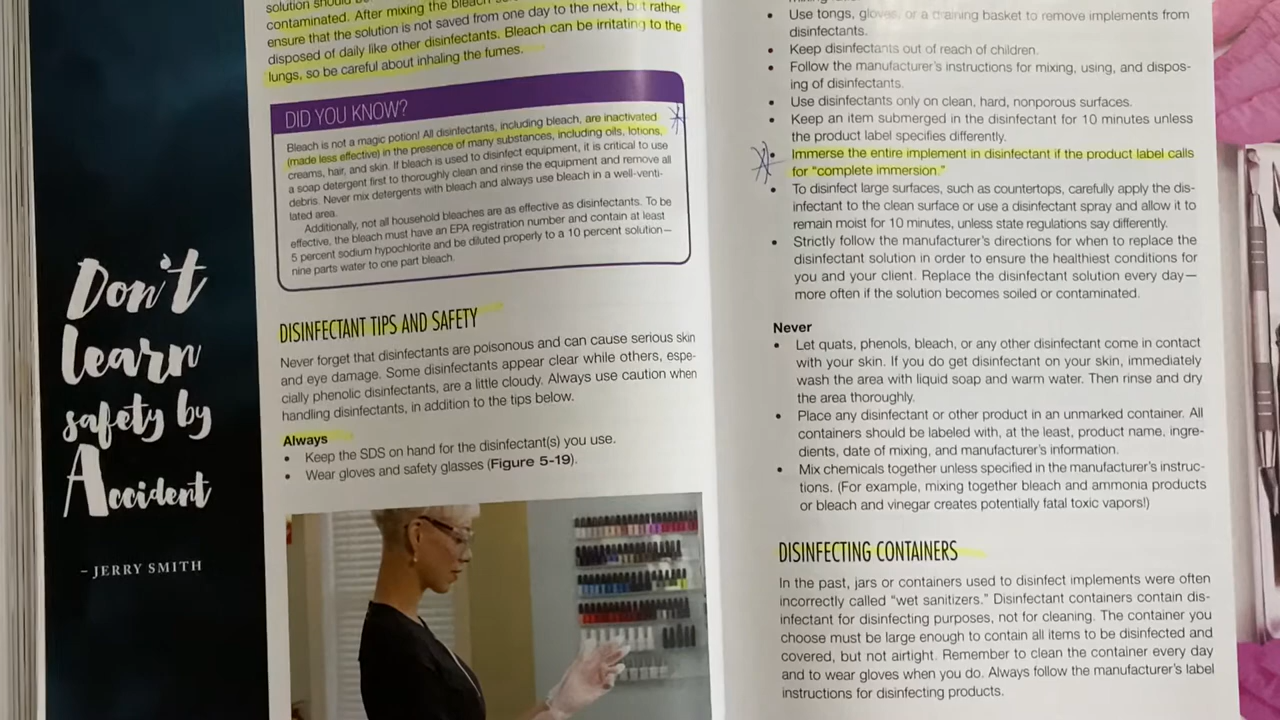 Don't
learn
safety by
Accident
– JERRY SMITH
contaminated. After mixing the bleach
ensure that the solution is not saved from one day to the next, but rather
disposed of daily like other disinfectants. Bleach can be irritating to the
lungs, so be careful about inhaling the fumes.
DID YOU KNOW?
Bleach is not a magic potion! All disinfectants, including bleach, are inactivated
(made less effective) in the presence of many substances, including oils, lotions,
creams, hair, and skin. If bleach is used to disinfect equipment, it is critical to use
a soap detergent first to thoroughly clean and rinse the equipment and remove all
debris. Never mix detergents with bleach and always use bleach in a well-venti-
lated area.
Additionally, not all household bleaches are as effective as disinfectants. To be
effective, the bleach must have an EPA registration number and contain at least
5 percent sodium hypochlorite and be diluted properly to a 10 percent solution—
nine parts water to one part bleach.
DISINFECTANT TIPS AND SAFETY
Never forget that disinfectants are poisonous and can cause serious skin
and eye damage. Some disinfectants appear clear while others, espe-
cially phenolic disinfectants, are a little cloudy. Always use caution when
handling disinfectants, in addition to the tips below.
Always
• Keep the SDS on hand for the disinfectant(s) you use.
• Wear gloves and safety glasses (Figure 5-19).
• Use tongs, gloves, or a draining basket to remove implements from
disinfectants.
• Keep disinfectants out of reach of children.
• Follow the manufacturer's instructions for mixing, using, and dispos-
ing of disinfectants.
• Use disinfectants only on clean, hard, nonporous surfaces.
• Keep an item submerged in the disinfectant for 10 minutes unless
the product label specifies differently.
• Immerse the entire implement in disinfectant if the product label calls
for “complete immersion.”
• To disinfect large surfaces, such as countertops, carefully apply the dis-
infectant to the clean surface or use a disinfectant spray and allow it to
remain moist for 10 minutes, unless state regulations say differently.
• Strictly follow the manufacturer's directions for when to replace the
disinfectant solution in order to ensure the healthiest conditions for
you and your client. Replace the disinfectant solution every day—
more often if the solution becomes soiled or contaminated.
Never
• Let quats, phenols, bleach, or any other disinfectant come in contact
with your skin. If you do get disinfectant on your skin, immediately
wash the area with liquid soap and warm water. Then rinse and dry
the area thoroughly.
• Place any disinfectant or other product in an unmarked container. All
containers should be labeled with, at the least, product name, ingre-
dients, date of mixing, and manufacturer's information.
• Mix chemicals together unless specified in the manufacturer's instruc-
tions. (For example, mixing together bleach and ammonia products
or bleach and vinegar creates potentially fatal toxic vapors!)
DISINFECTING CONTAINERS
In the past, jars or containers used to disinfect implements were often
incorrectly called “wet sanitizers.” Disinfectant containers contain dis-
infectant for disinfecting purposes, not for cleaning. The container you
choose must be large enough to contain all items to be disinfected and
covered, but not airtight. Remember to clean the container every day
and to wear gloves when you do. Always follow the manufacturer's label
instructions for disinfecting products.